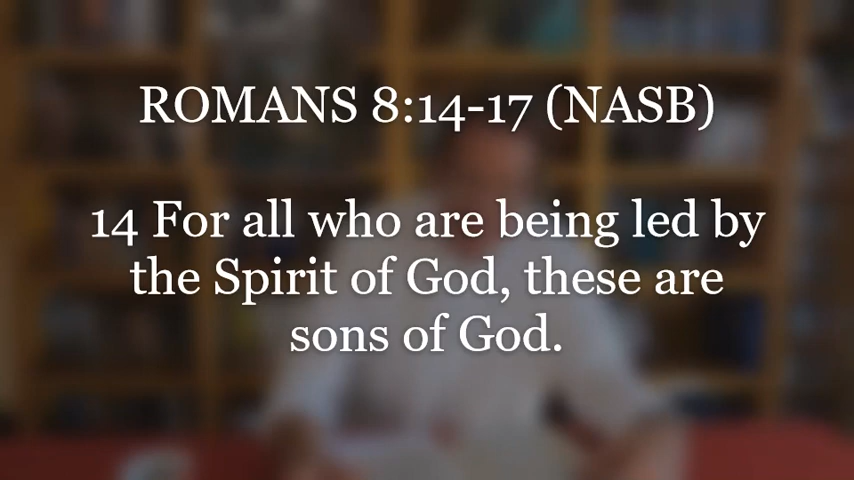 ROMANS 8:14-17 (NASB)
14 For all who are being led by
the Spirit of God, these are
sons of God.